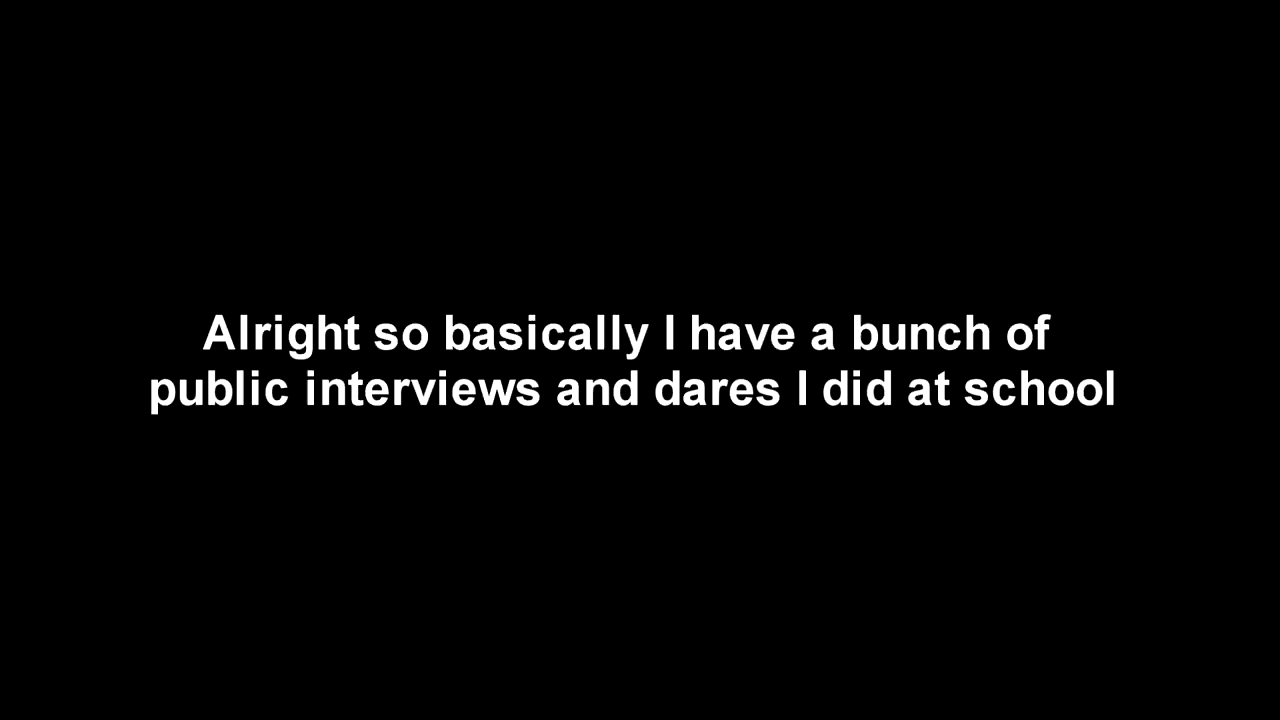 Alright so basically I have a bunch of
public interviews and dares I did at school